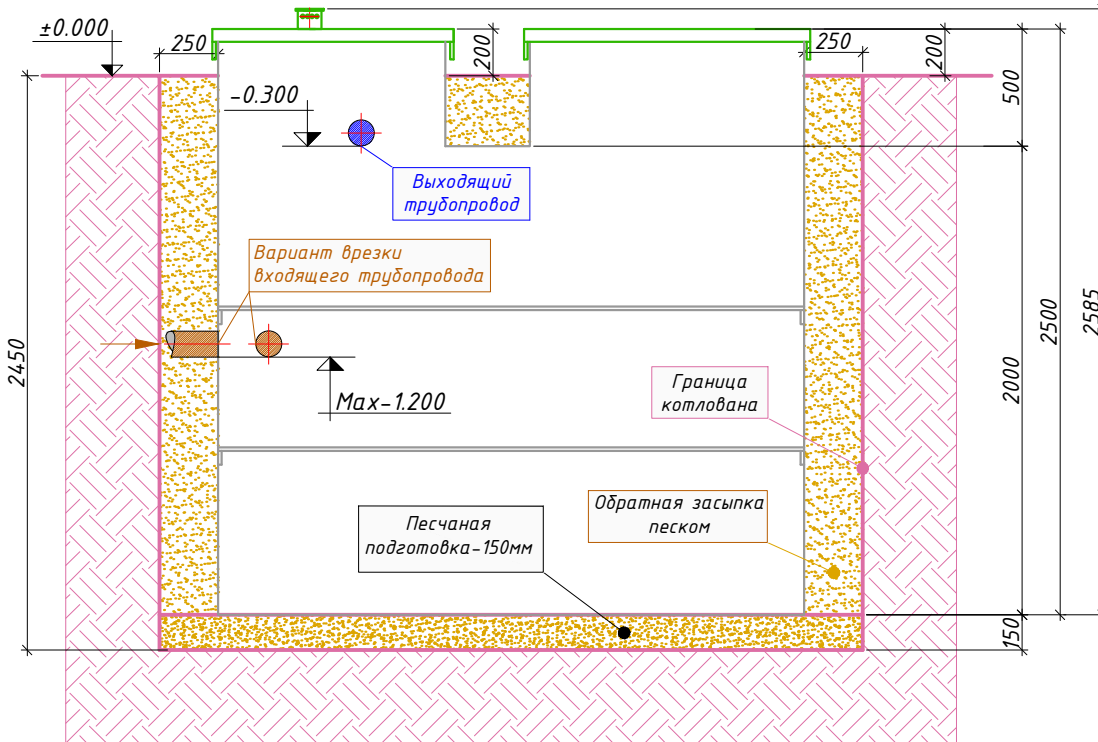 ±0.000
250
200
250
200
500
-0.300
Выходящий
трубопровод
Вариант врезки
входящего трубопровода
2450
2500
2585
2000
Max-1.200
Граница
котлована
Обратная засыпка
песком
Песчаная
подготовка-150мм
150